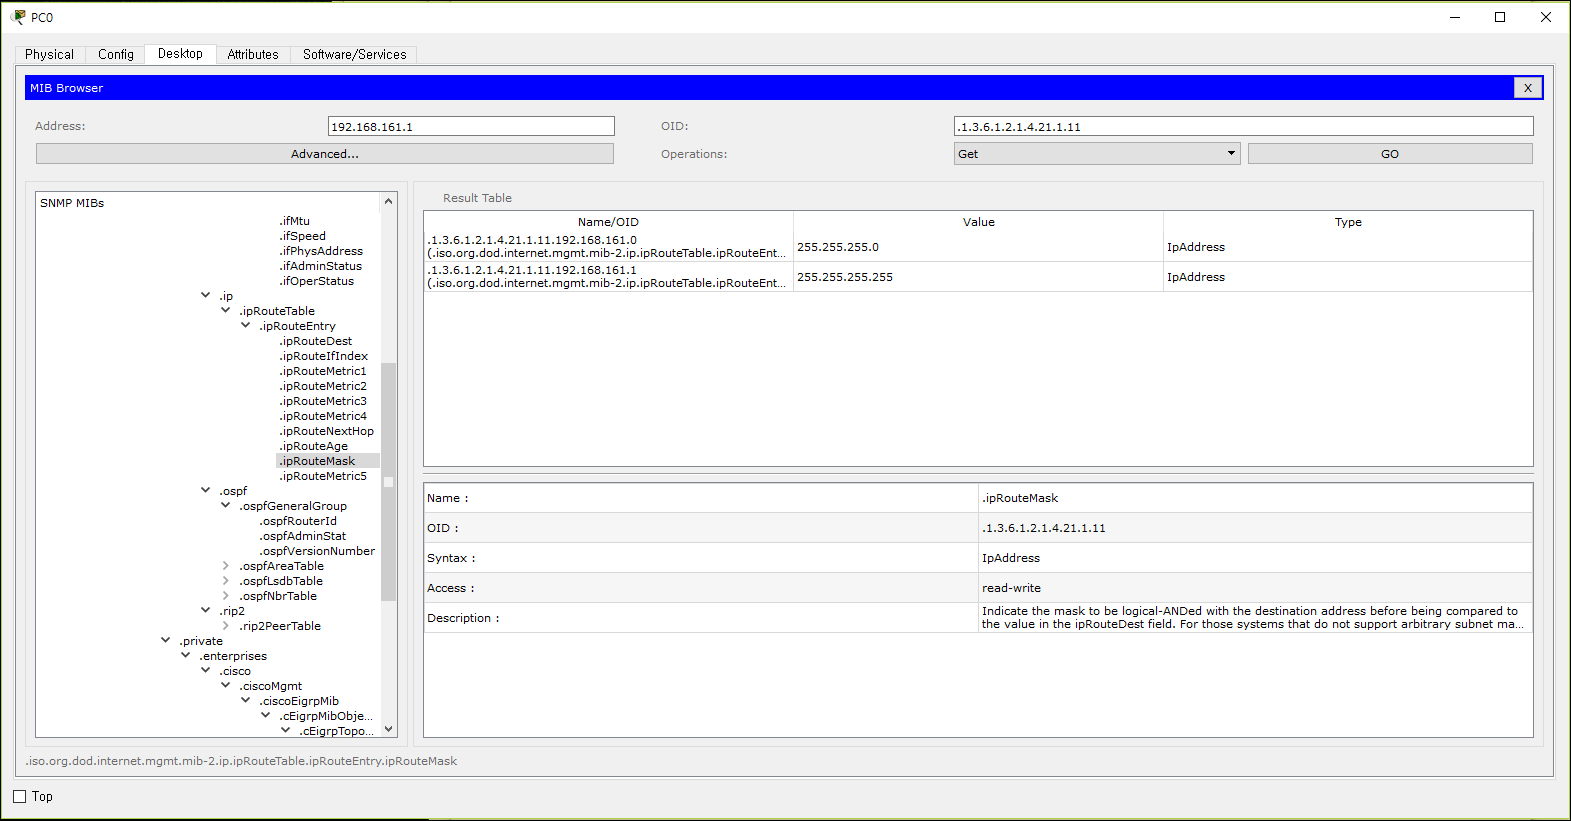 PC0
Physical Config Desktop Attributes Software/Services
MIB Browser X
Address: 192.168.161.1 OID: .1.3.6.1.2.1.4.21.1.11
Advanced... Operations: Get GO
SNMP MIBs
.ifMtu
.ifSpeed
.ifPhysAddress
.ifAdminStatus
.ifOperStatus
.ip
.ipRouteTable
.ipRouteEntry
.ipRouteDest
.ipRouteIfIndex
.ipRouteMetric1
.ipRouteMetric2
.ipRouteMetric3
.ipRouteMetric4
.ipRouteNextHop
.ipRouteAge
.ipRouteMask
.ipRouteMetric5
.ospf
.ospfGeneralGroup
.ospfRouterId
.ospfAdminStat
.ospfVersionNumber
.ospfAreaTable
.ospfLsdbTable
.ospfNbrTable
.rip2
.rip2PeerTable
.private
.enterprises
.cisco
.ciscoMgmt
.ciscoEigrpMib
.cEigrpMibObje...
.cEigrpTopo...
Result Table
Name/OID Value Type
.1.3.6.1.2.1.4.21.1.11.192.168.161.0
(.iso.org.dod.internet.mgmt.mib-2.ip.ipRouteTable.ipRouteEnt... 255.255.255.0 IpAddress
.1.3.6.1.2.1.4.21.1.11.192.168.161.1
(.iso.org.dod.internet.mgmt.mib-2.ip.ipRouteTable.ipRouteEnt... 255.255.255.255 IpAddress
Name : .ipRouteMask
OID : .1.3.6.1.2.1.4.21.1.11
Syntax : IpAddress
Access : read-write
Description : Indicate the mask to be logical-ANDed with the destination address before being compared to
the value in the ipRouteDest field. For those systems that do not support arbitrary subnet ma...
.iso.org.dod.internet.mgmt.mib-2.ip.ipRouteTable.ipRouteEntry.ipRouteMask
Top